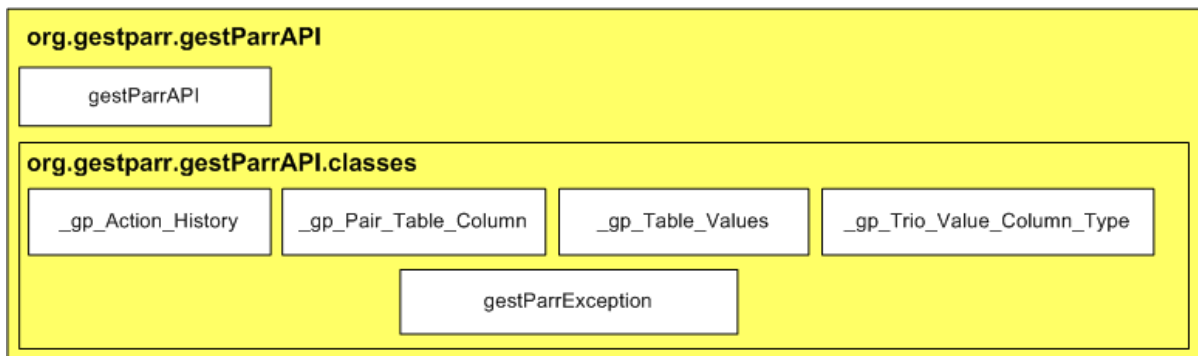 org.gestparr.gestParrAPI
gestParrAPI
org.gestparr.gestParrAPI.classes
_gp_Action_History
_gp_Pair_Table_Column
_gp_Table_Values
_gp_Trio_Value_Column_Type
gestParrException